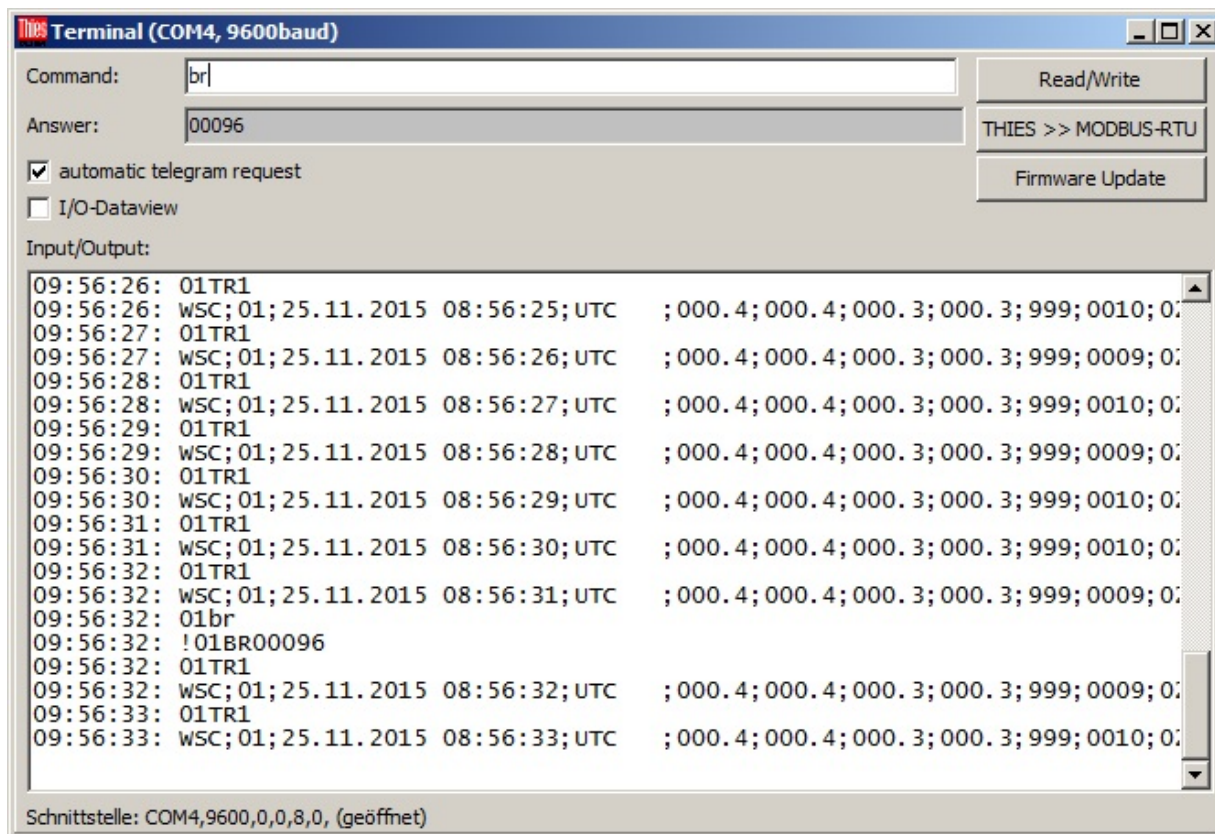 Thies Terminal (COM4, 9600baud)
Command: br Read/Write
Answer: 00096 THIES >> MODBUS-RTU
automatic telegram request Firmware Update
I/O-Dataview
Input/Output:
09:56:26: 01TR1
09:56:26: WSC;01;25.11.2015 08:56:25;UTC   ;000.4;000.4;000.3;000.3;999;0010;02
09:56:27: 01TR1
09:56:27: WSC;01;25.11.2015 08:56:26;UTC   ;000.4;000.4;000.3;000.3;999;0009;02
09:56:28: 01TR1
09:56:28: WSC;01;25.11.2015 08:56:27;UTC   ;000.4;000.4;000.3;000.3;999;0010;02
09:56:29: 01TR1
09:56:29: WSC;01;25.11.2015 08:56:28;UTC   ;000.4;000.4;000.3;000.3;999;0009;02
09:56:30: 01TR1
09:56:30: WSC;01;25.11.2015 08:56:29;UTC   ;000.4;000.4;000.3;000.3;999;0010;02
09:56:31: 01TR1
09:56:31: WSC;01;25.11.2015 08:56:30;UTC   ;000.4;000.4;000.3;000.3;999;0010;02
09:56:32: 01TR1
09:56:32: WSC;01;25.11.2015 08:56:31;UTC   ;000.4;000.4;000.3;000.3;999;0009;02
09:56:32: 01br
09:56:32: !01BR00096
09:56:32: 01TR1
09:56:32: WSC;01;25.11.2015 08:56:32;UTC   ;000.4;000.4;000.3;000.3;999;0009;02
09:56:33: 01TR1
09:56:33: WSC;01;25.11.2015 08:56:33;UTC   ;000.4;000.4;000.3;000.3;999;0010;02
Schnittstelle: COM4,9600,0,0,8,0, (geöffnet)